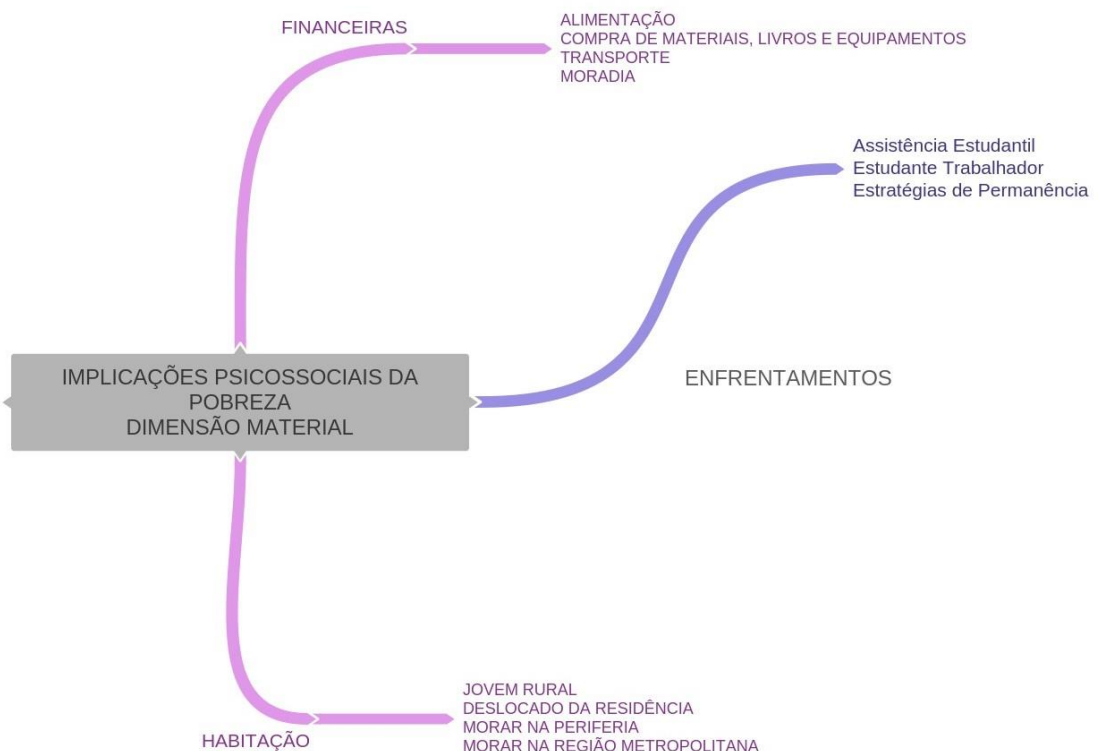 FINANCEIRAS
ALIMENTAÇÃO
COMPRA DE MATERIAIS, LIVROS E EQUIPAMENTOS
TRANSPORTE
MORADIA
Assistência Estudantil
Estudante Trabalhador
Estratégias de Permanência
IMPLICAÇÕES PSICOSSOCIAIS DA
POBREZA
DIMENSÃO MATERIAL
ENFRENTAMENTOS
HABITAÇÃO
JOVEM RURAL
DESLOCADO DA RESIDÊNCIA
MORAR NA PERIFERIA
MORAR NA REGIÃO METROPOLITANA